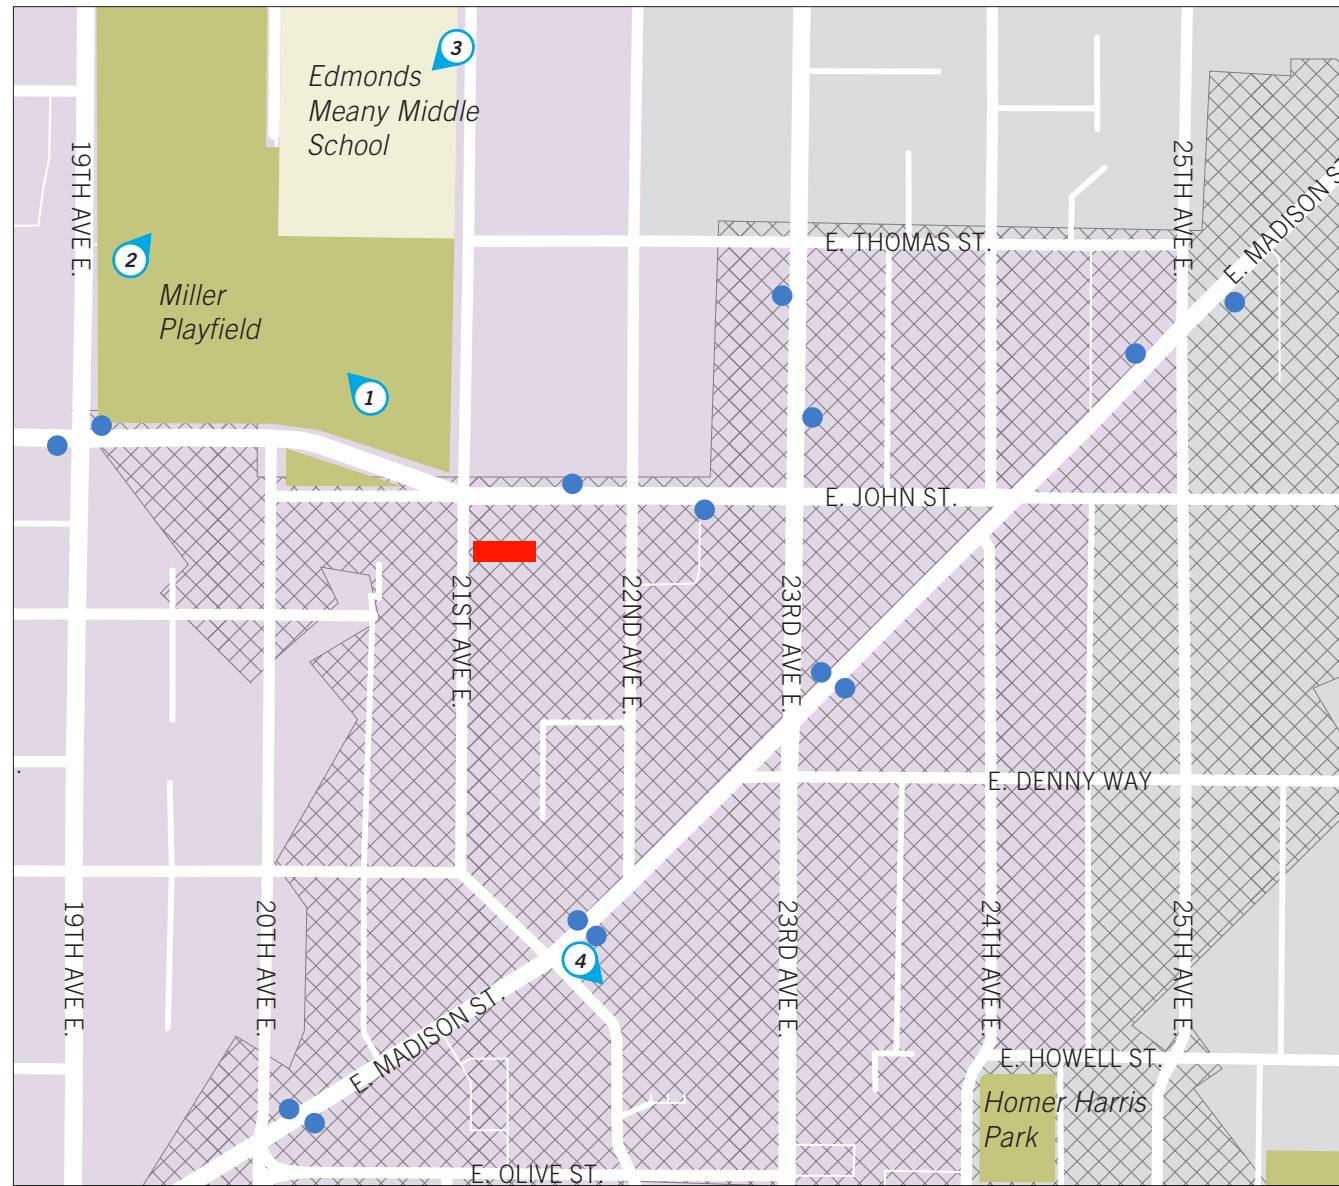 3
Edmonds
Meany Middle
School
19TH AVE E.
25TH AVE E.
E. MADISON S
E. THOMAS ST.
2
Miller
Playfield
1
E. JOHN ST.
21ST AVE E.
22ND AVE E.
23RD AVE E.
.
E. DENNY WAY
19TH AVE E.
20TH AVE E.
23RD AVE E.
24TH AVE E.
25TH AVE E.
4
E. MADISON ST.
E. HOWELL ST.
Homer Harris
Park
E. OLIVE ST.